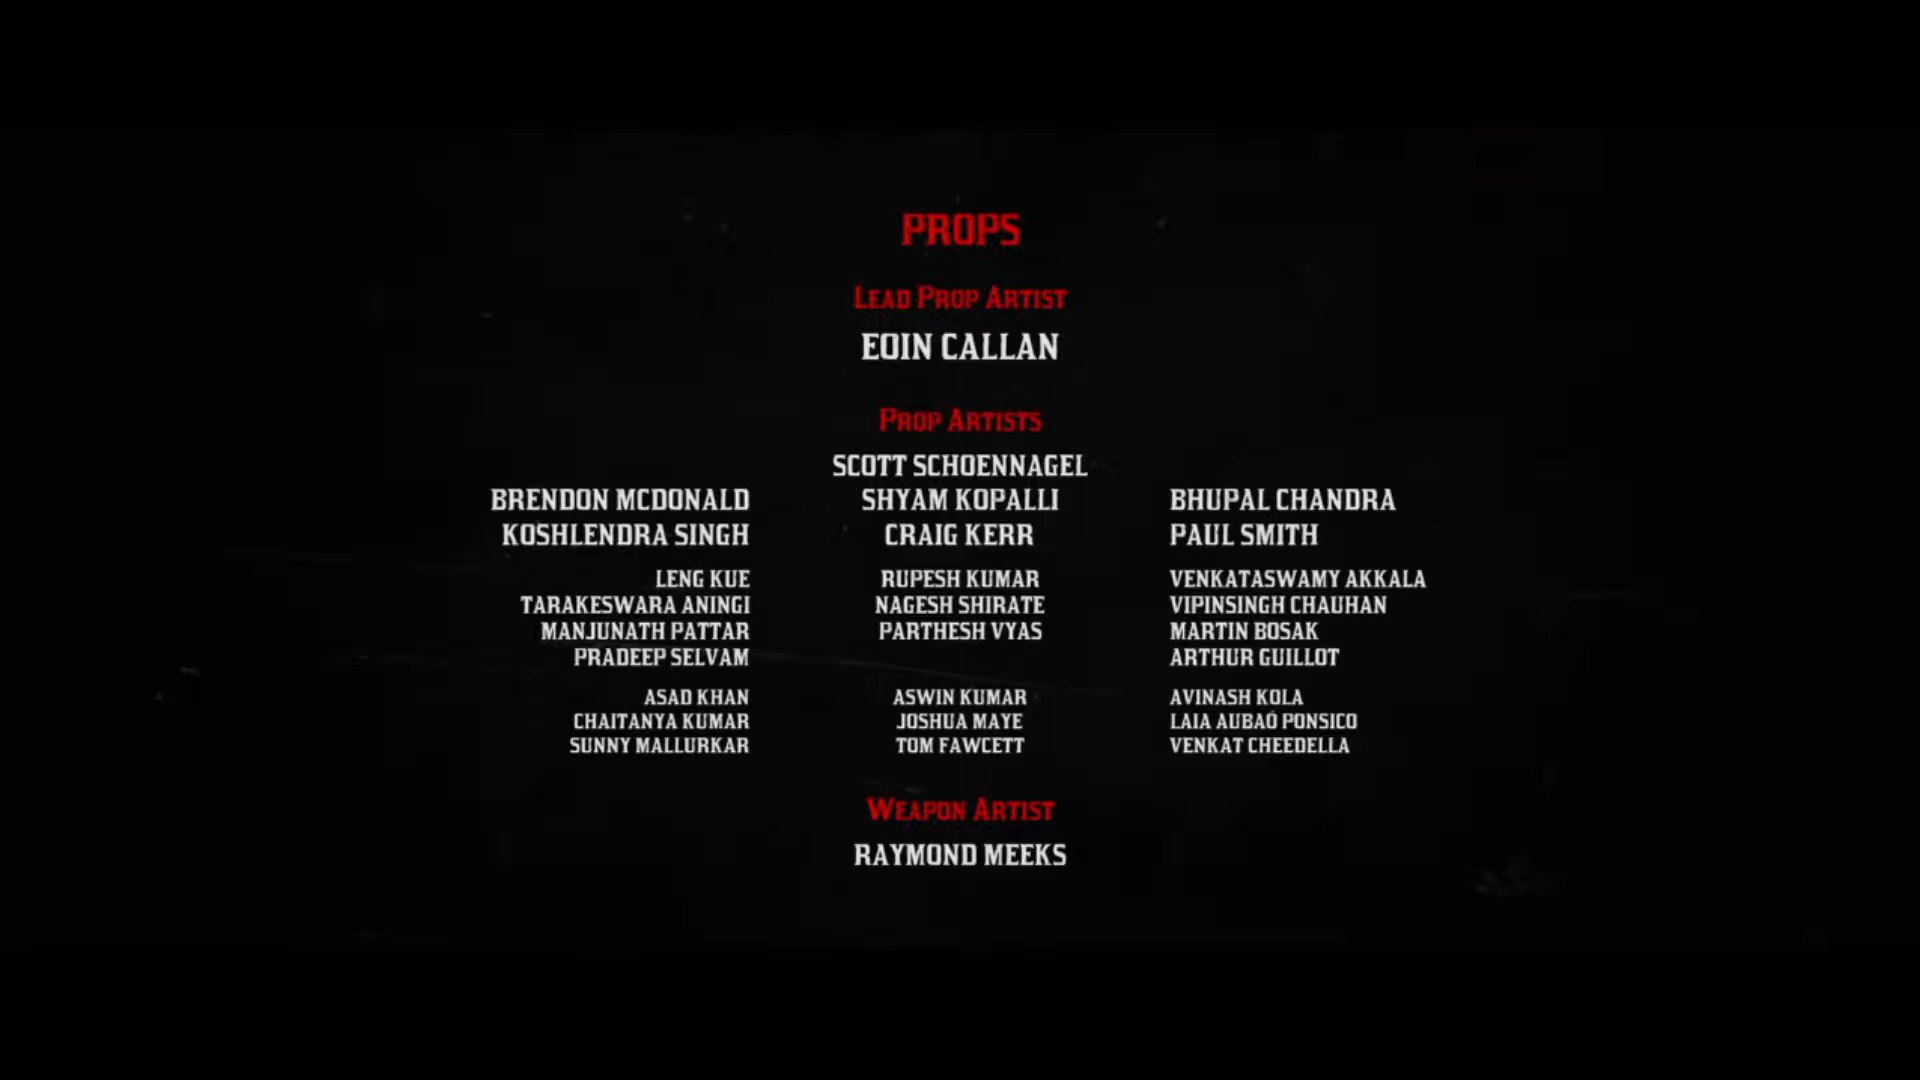 PROPS
LEAD PROP ARTIST
EOIN CALLAN
PROP ARTISTS
SCOTT SCHOENNAGEL
BRENDON MCDONALD SHYAM KOPALLI BHUPAL CHANDRA
KOSHLENDRA SINGH CRAIG KERR PAUL SMITH
LENG KUE RUPESH KUMAR VENKATASWAMY AKKALA
TARAKESWARA ANINGI NAGESH SHIRATE VIPINSINGH CHAUHAN
MANJUNATH PATTAR PARTHESH VYAS MARTIN BOSAK
PRADEEP SELVAM ARTHUR GUILLOT
ASAD KHAN ASWIN KUMAR AVINASH KOLA
CHAITANYA KUMAR JOSHUA MAYE LAIA AUBAÓ PONSICO
SUNNY MALLURKAR TOM FAWCETT VENKAT CHEEDELLA
WEAPON ARTIST
RAYMOND MEEKS